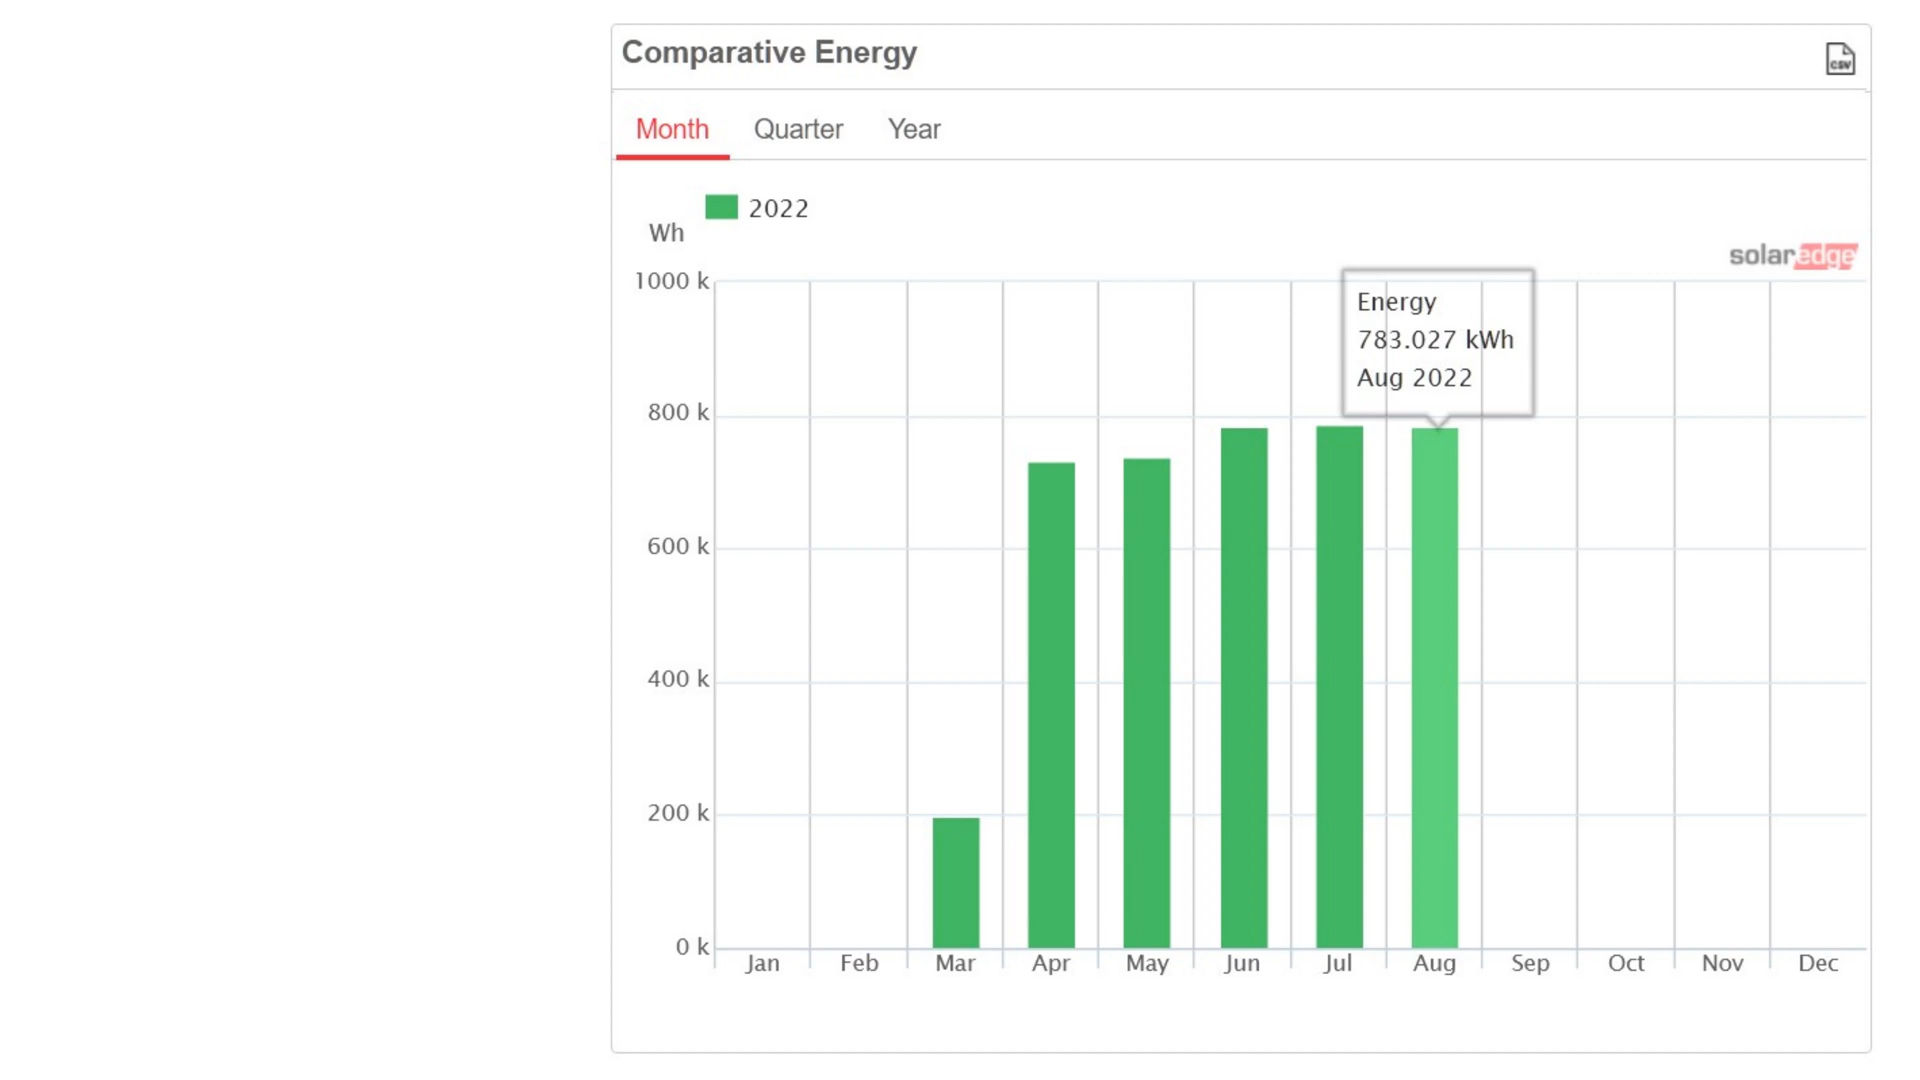 Comparative Energy
CSV
Month Quarter Year
2022
Wh
solaredge
1000 k
Energy
783.027 kWh
Aug 2022
800 k
600 k
400 k
200 k
0 k
Jan Feb Mar Apr May Jun Jul Aug Sep Oct Nov Dec